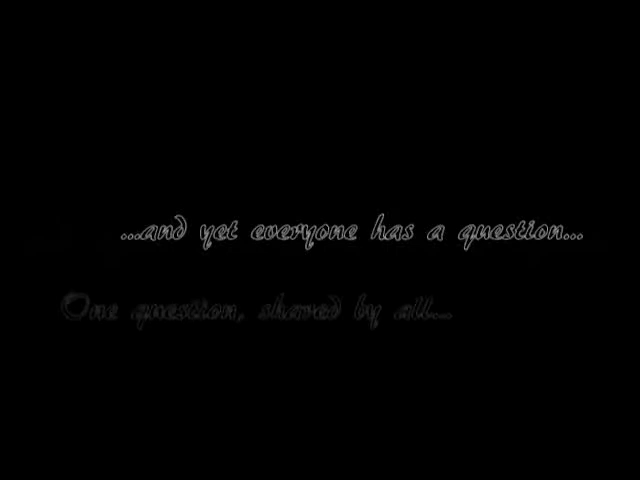 ...and yet everyone has a question...
One question, shared by all...